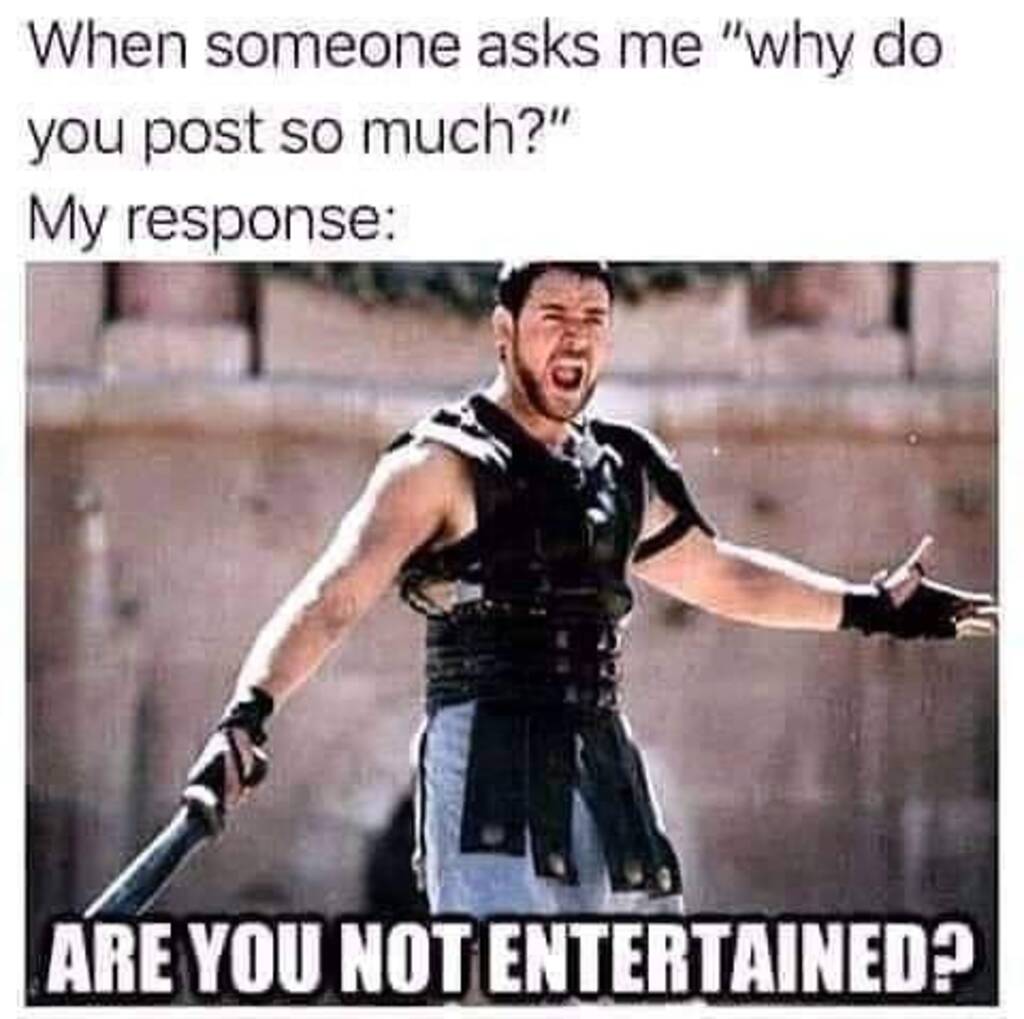 When someone asks me "why do
you post so much?"
My response:
ARE YOU NOT ENTERTAINED?